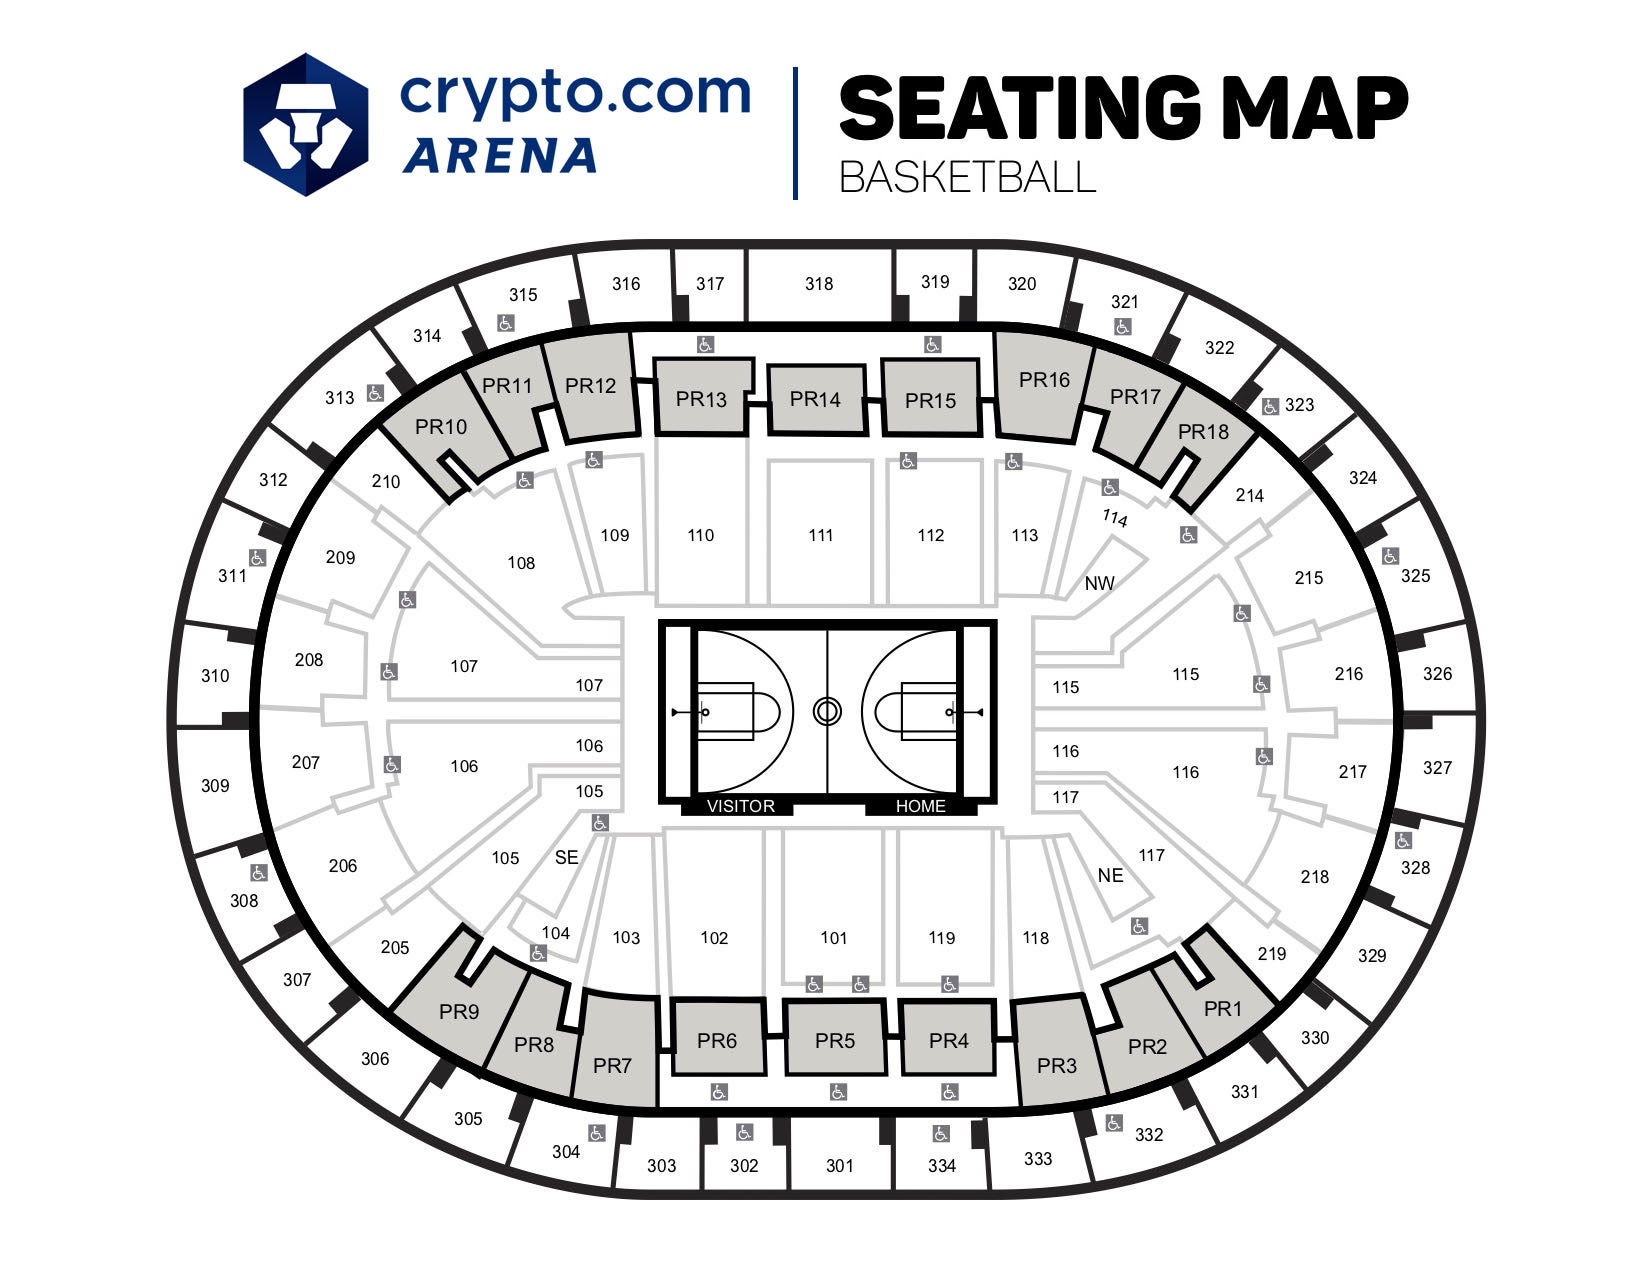 crypto.com
ARENA
SEATING MAP
BASKETBALL
315 316 317 318 319 320 321
314 322
313 323
PR10 PR11 PR12 PR13 PR14 PR15 PR16 PR17 PR18
312 210 214 324
109 110 111 112 113 114
311 209 108 NW 215 325
310 208 107 115 216 326
107 115
106 116
309 207 106 116 217 327
105 117
VISITOR HOME
308 206 105 SE NE 117 218 328
205 104 103 102 101 119 118 219 329
307 330
PR9 PR8 PR7 PR6 PR5 PR4 PR3 PR2 PR1
306 331
305 332
304 303 302 301 334 333